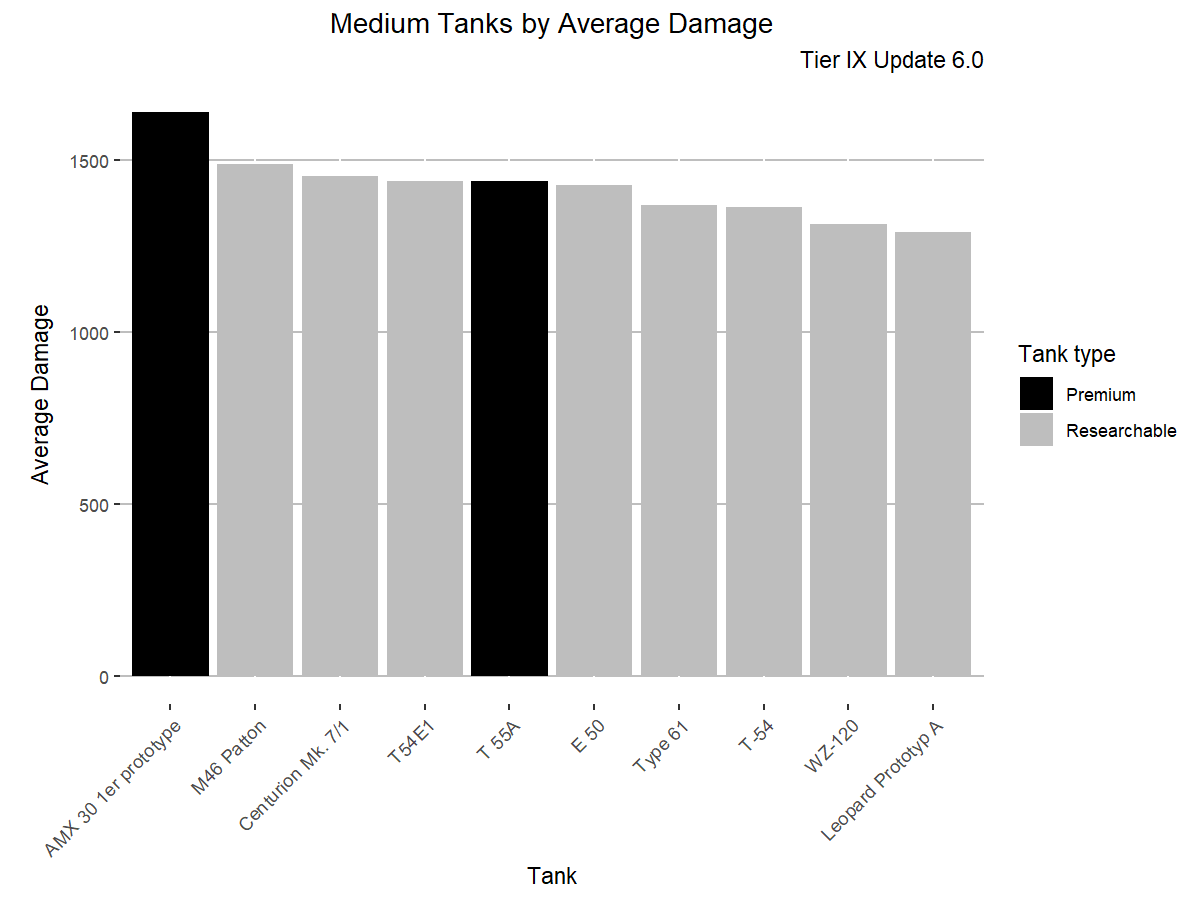 Medium Tanks by Average Damage
Tier IX Update 6.0
Average Damage
1500
1000
500
0
AMX 30 1er prototype
M46 Patton
Centurion Mk. 7/1
T54E1
T 55A
E 50
Type 61
T-54
WZ-120
Leopard Prototyp A
Tank
Tank type
Premium
Researchable